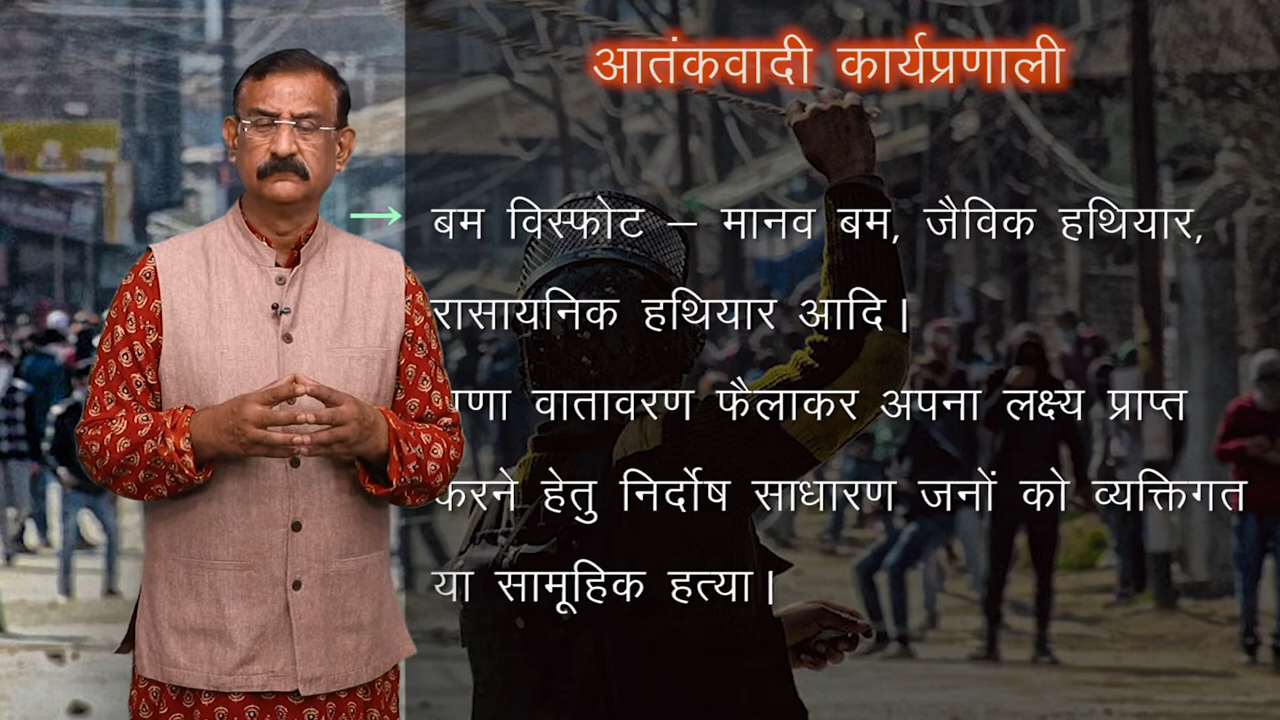 आतंकवादी कार्यप्रणाली
बम विस्फोट – मानव बम, जैविक हथियार,
रासायनिक हथियार आदि।
वातावरण फैलाकर अपना लक्ष्य प्राप्त
करने हेतु निर्दोष साधारण जनों को व्यक्तिगत
या सामूहिक हत्या।